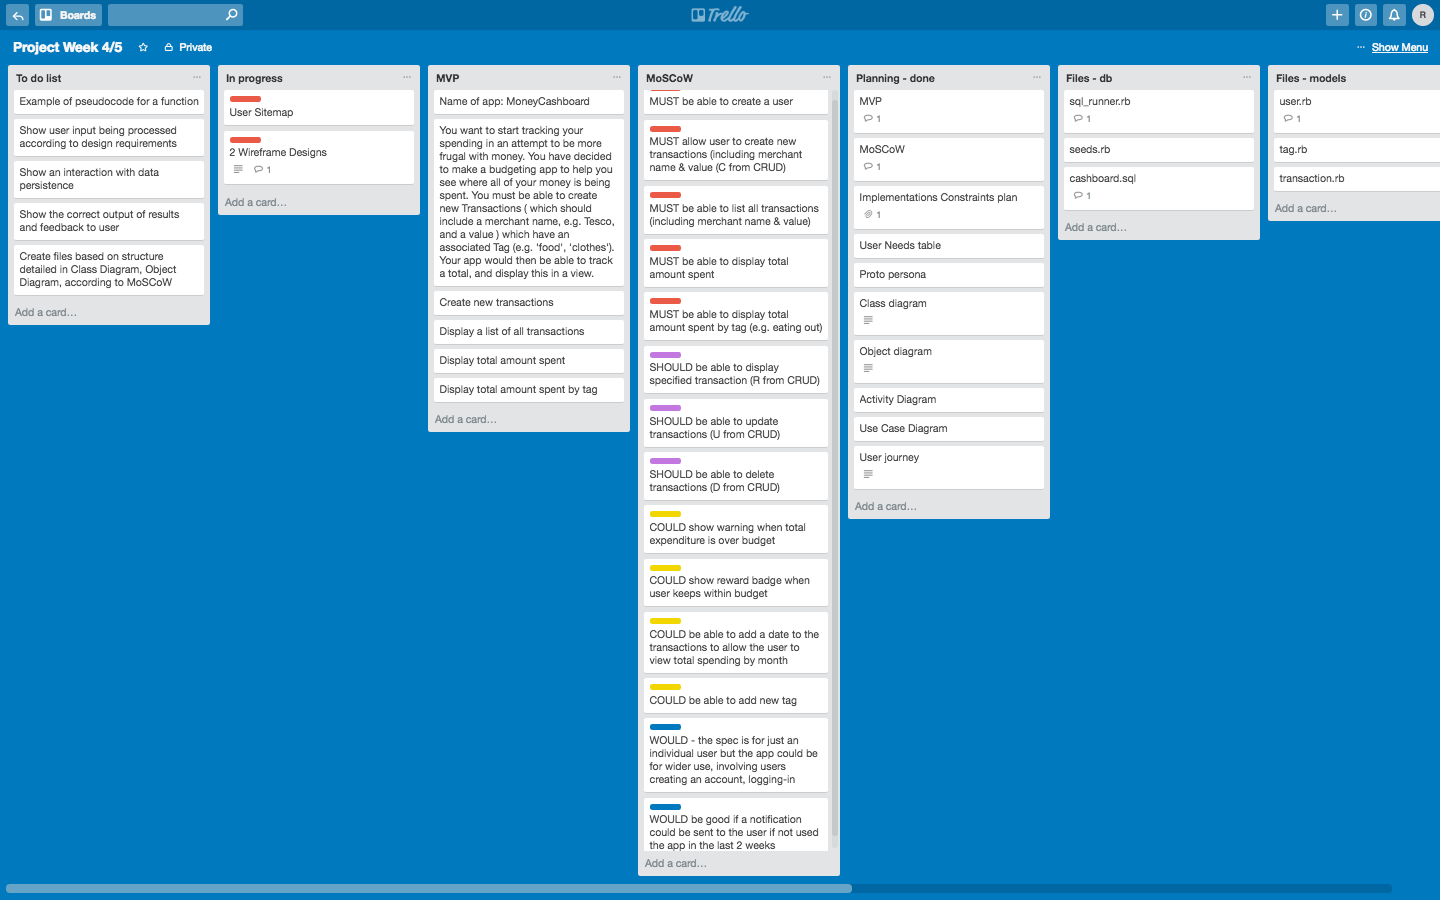 Boards
Trello
R
Project Week 4/5
Private
... Show Menu
To do list
Example of pseudocode for a function
Show user input being processed
according to design requirements
Show an interaction with data
persistence
Show the correct output of results
and feedback to user
Create files based on structure
detailed in Class Diagram, Object
Diagram, according to MoSCoW
Add a card...
In progress
User Sitemap
2 Wireframe Designs
1
Add a card...
MVP
Name of app: MoneyCashboard
You want to start tracking your
spending in an attempt to be more
frugal with money. You have decided
to make a budgeting app to help you
see where all of your money is being
spent. You must be able to create
new Transactions ( which should
include a merchant name, e.g. Tesco,
and a value ) which have an
associated Tag (e.g. 'food', 'clothes').
Your app would then be able to track
a total, and display this in a view.
Create new transactions
Display a list of all transactions
Display total amount spent
Display total amount spent by tag
Add a card...
MoSCoW
MUST be able to create a user
MUST allow user to create new
transactions (including merchant
name & value (C from CRUD)
MUST be able to list all transactions
(including merchant name & value)
MUST be able to display total
amount spent
MUST be able to display total
amount spent by tag (e.g. eating out)
SHOULD be able to display
specified transaction (R from CRUD)
SHOULD be able to update
transactions (U from CRUD)
SHOULD be able to delete
transactions (D from CRUD)
COULD show warning when total
expenditure is over budget
COULD show reward badge when
user keeps within budget
COULD be able to add a date to the
transactions to allow the user to
view total spending by month
COULD be able to add new tag
WOULD - the spec is for just an
individual user but the app could be
for wider use, involving users
creating an account, logging-in
WOULD be good if a notification
could be sent to the user if not used
the app in the last 2 weeks
Add a card...
Planning - done
MVP
1
MoSCoW
1
Implementations Constraints plan
1
User Needs table
Proto persona
Class diagram
Object diagram
Activity Diagram
Use Case Diagram
User journey
Add a card...
Files - db
sql_runner.rb
1
seeds.rb
cashboard.sql
1
Add a card...
Files - models
user.rb
1
tag.rb
transaction.rb
Add a card...